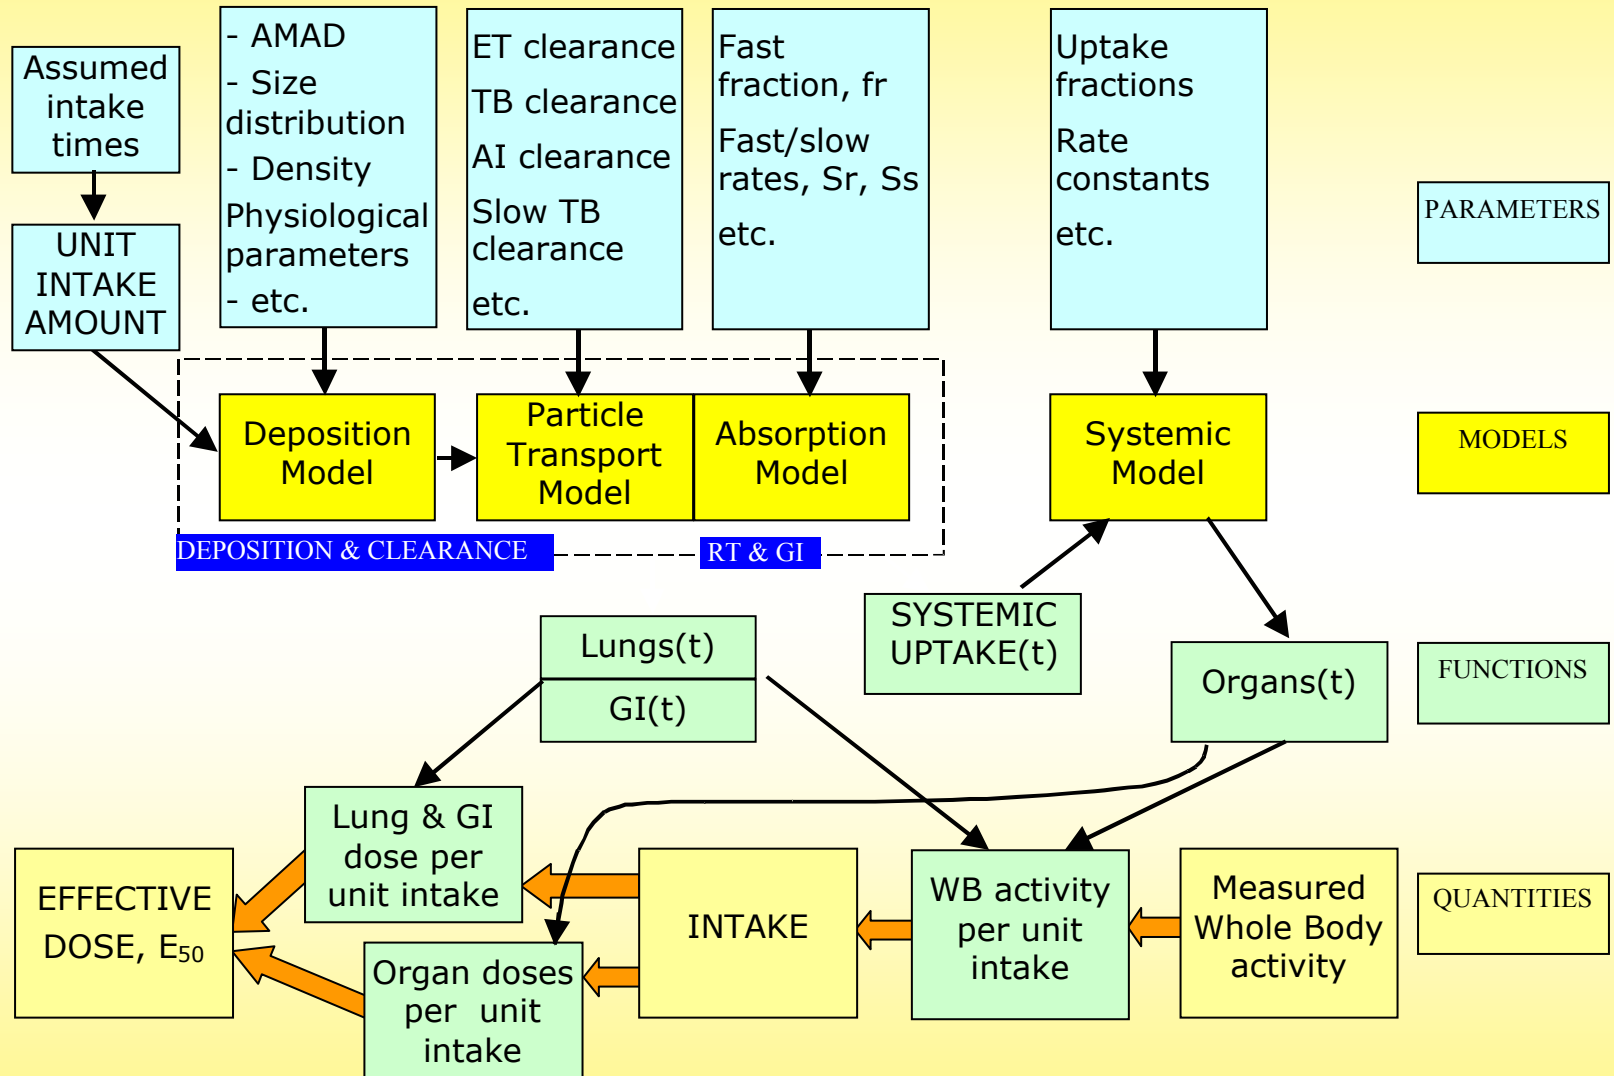 Assumed
intake
times
UNIT
INTAKE
AMOUNT
- AMAD
- Size
distribution
- Density
Physiological
parameters
- etc.
ET clearance
TB clearance
AI clearance
Slow TB
clearance
etc.
Fast
fraction, fr
Fast/slow
rates, Sr, Ss
etc.
Uptake
fractions
Rate
constants
etc.
PARAMETERS
Deposition
Model
Particle
Transport
Model
Absorption
Model
Systemic
Model
MODELS
DEPOSITION & CLEARANCE
RT & GI
Lungs(t)
GI(t)
SYSTEMIC
UPTAKE(t)
Organs(t)
FUNCTIONS
EFFECTIVE
DOSE, E50
Lung & GI
dose per
unit intake
Organ doses
per unit
intake
INTAKE
WB activity
per unit
intake
Measured
Whole Body
activity
QUANTITIES